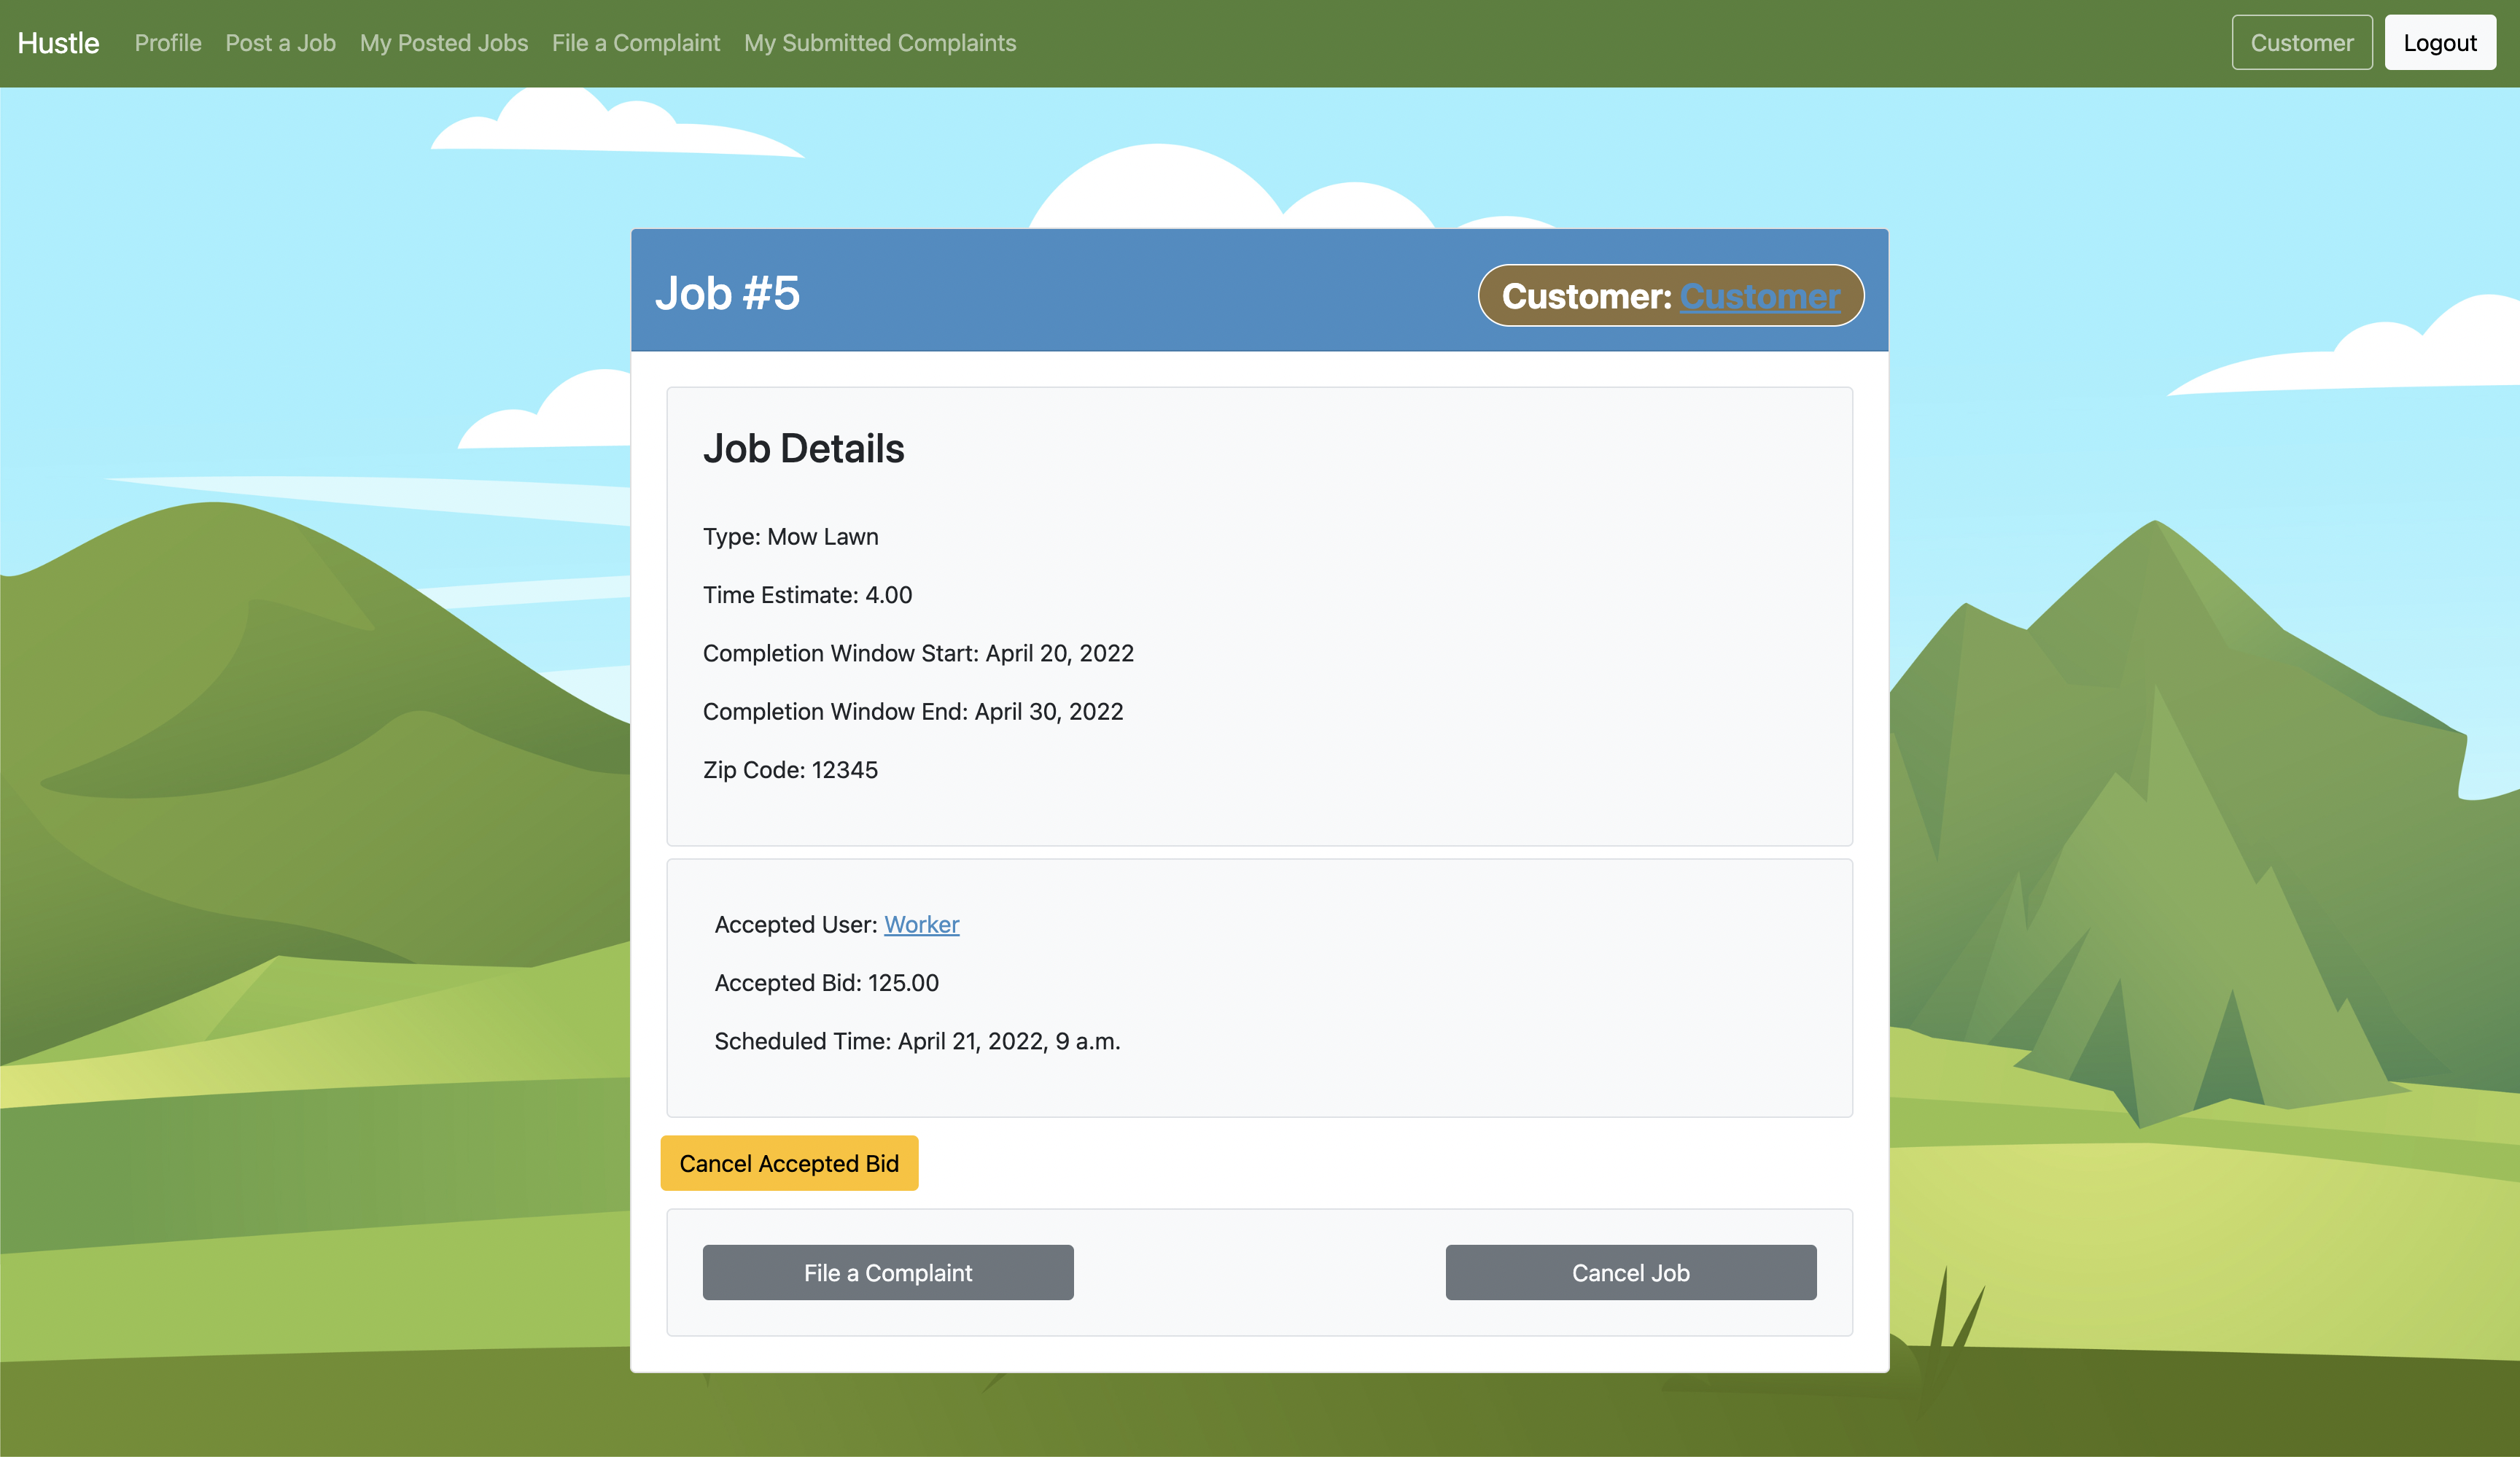 Hustle Profile Post a Job My Posted Jobs File a Complaint My Submitted Complaints Customer Logout
Job #5 Customer: Customer
Job Details
Type: Mow Lawn
Time Estimate: 4.00
Completion Window Start: April 20, 2022
Completion Window End: April 30, 2022
Zip Code: 12345
Accepted User: Worker
Accepted Bid: 125.00
Scheduled Time: April 21, 2022, 9 a.m.
Cancel Accepted Bid
File a Complaint Cancel Job